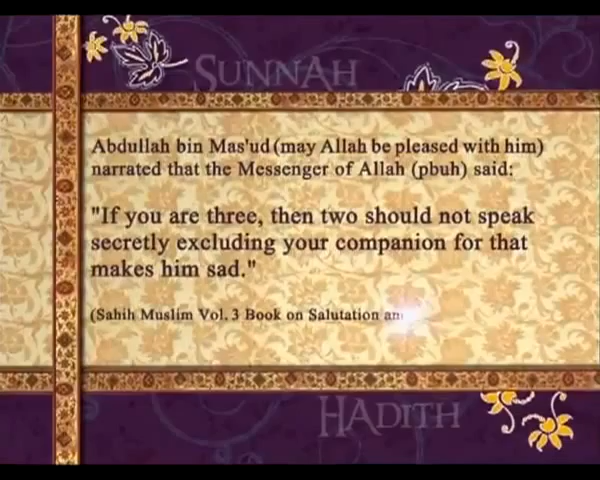 SUNNAH
Abdullah bin Mas'ud (may Allah be pleased with him)
narrated that the Messenger of Allah (pbuh) said:
"If you are three, then two should not speak
secretly excluding your companion for that
makes him sad."
(Sahih Muslim Vol. 3 Book on Salutation
HADITH